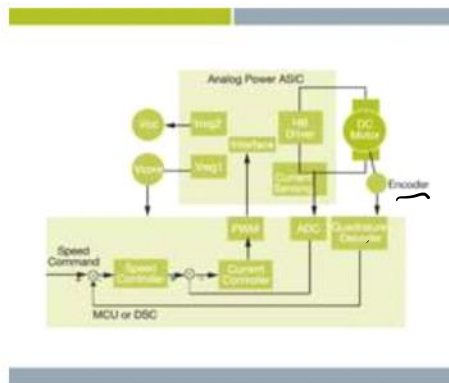 Analog Power ASIC
Vcc
Vreg2
HB
Driver
DC
Motor
Interface
Vcore
Vreg1
Current
Sensing
Encoder
PWM
ADC
Quadrature
Decoder
Speed
Command
Speed
Controller
Current
Controller
MCU or DSC